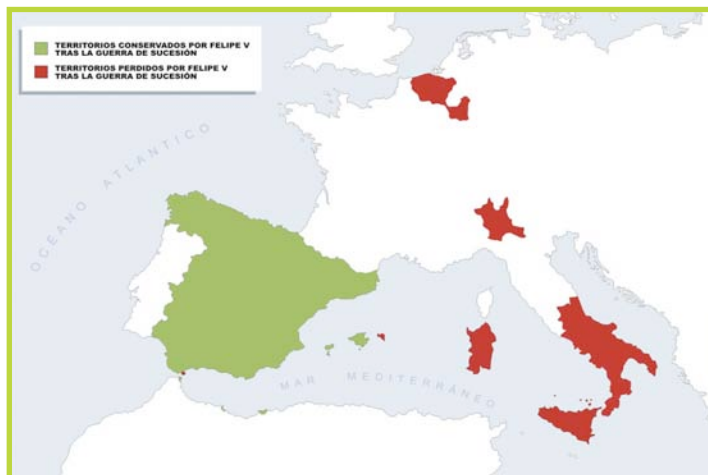 TERRITORIOS CONSERVADOS POR FELIPE V
TRAS LA GUERRA DE SUCESIÓN
TERRITORIOS PERDIDOS POR FELIPE V
TRAS LA GUERRA DE SUCESIÓN
OCEANO ATLANTICO
MAR MEDITERRÁNEO